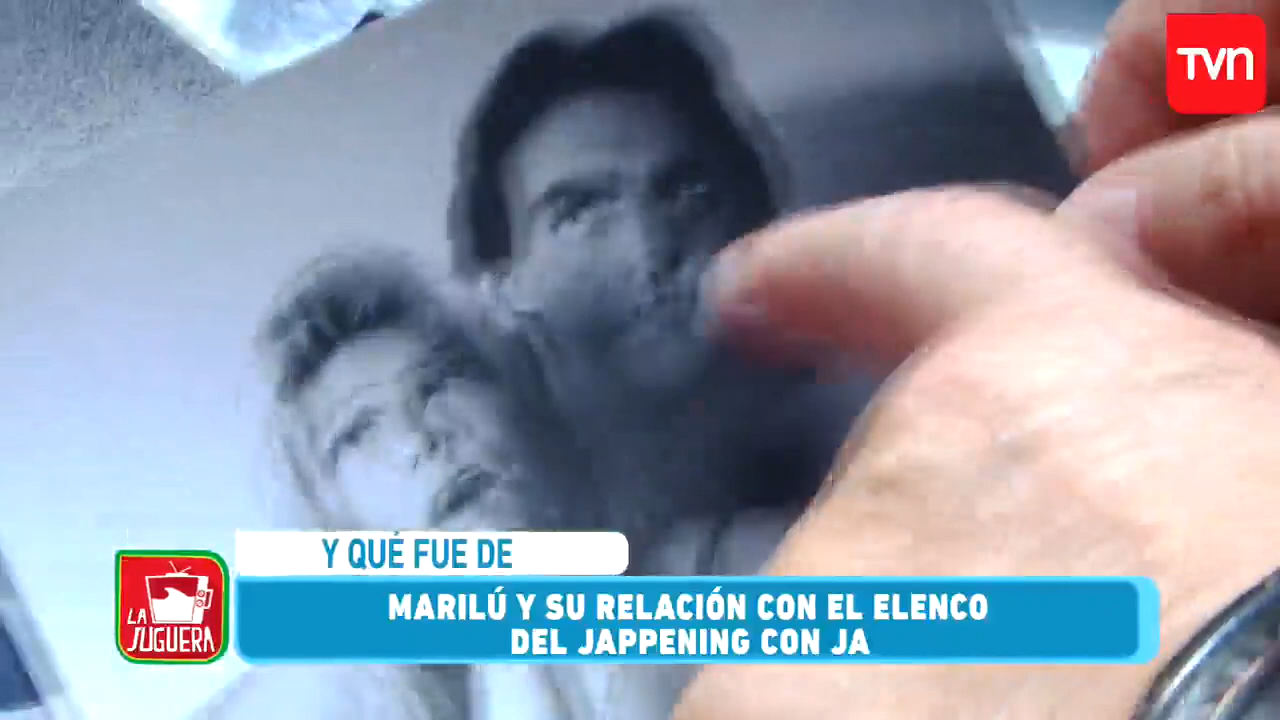 TVN
Y QUÉ FUE DE
LA
JUGUERA
MARILÚ Y SU RELACIÓN CON EL ELENCO
DEL JAPPENING CON JA